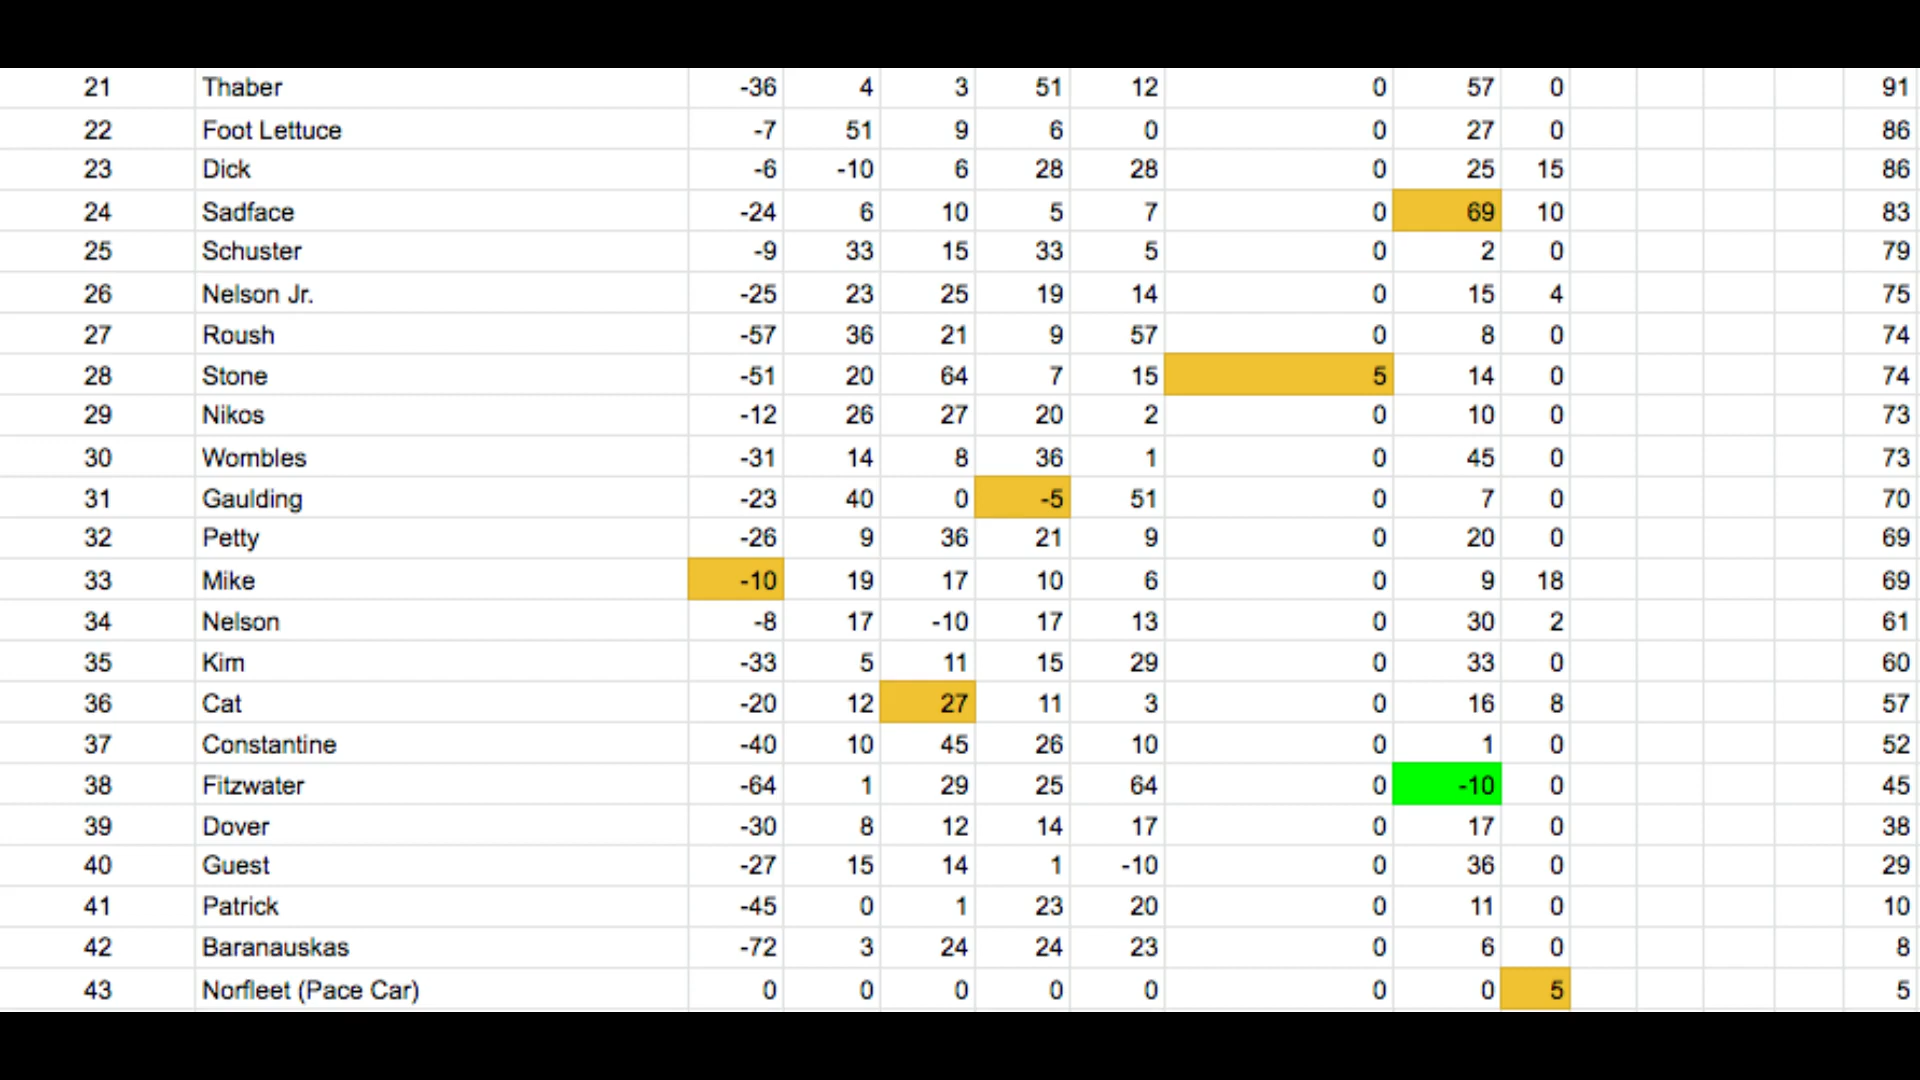 21 Thaber -36 4 3 51 12 0 57 0 91
22 Foot Lettuce -7 51 9 6 0 0 27 0 86
23 Dick -6 -10 6 28 28 0 25 15 86
24 Sadface -24 6 10 5 7 0 69 10 83
25 Schuster -9 33 15 33 5 0 2 0 79
26 Nelson Jr. -25 23 25 19 14 0 15 4 75
27 Roush -57 36 21 9 57 0 8 0 74
28 Stone -51 20 64 7 15 5 14 0 74
29 Nikos -12 26 27 20 2 0 10 0 73
30 Wombles -31 14 8 36 1 0 45 0 73
31 Gaulding -23 40 0 -5 51 0 7 0 70
32 Petty -26 9 36 21 9 0 20 0 69
33 Mike -10 19 17 10 6 0 9 18 69
34 Nelson -8 17 -10 17 13 0 30 2 61
35 Kim -33 5 11 15 29 0 33 0 60
36 Cat -20 12 27 11 3 0 16 8 57
37 Constantine -40 10 45 26 10 0 1 0 52
38 Fitzwater -64 1 29 25 64 0 -10 0 45
39 Dover -30 8 12 14 17 0 17 0 38
40 Guest -27 15 14 1 -10 0 36 0 29
41 Patrick -45 0 1 23 20 0 11 0 10
42 Baranauskas -72 3 24 24 23 0 6 0 8
43 Norfleet (Pace Car) 0 0 0 0 0 0 0 5 5